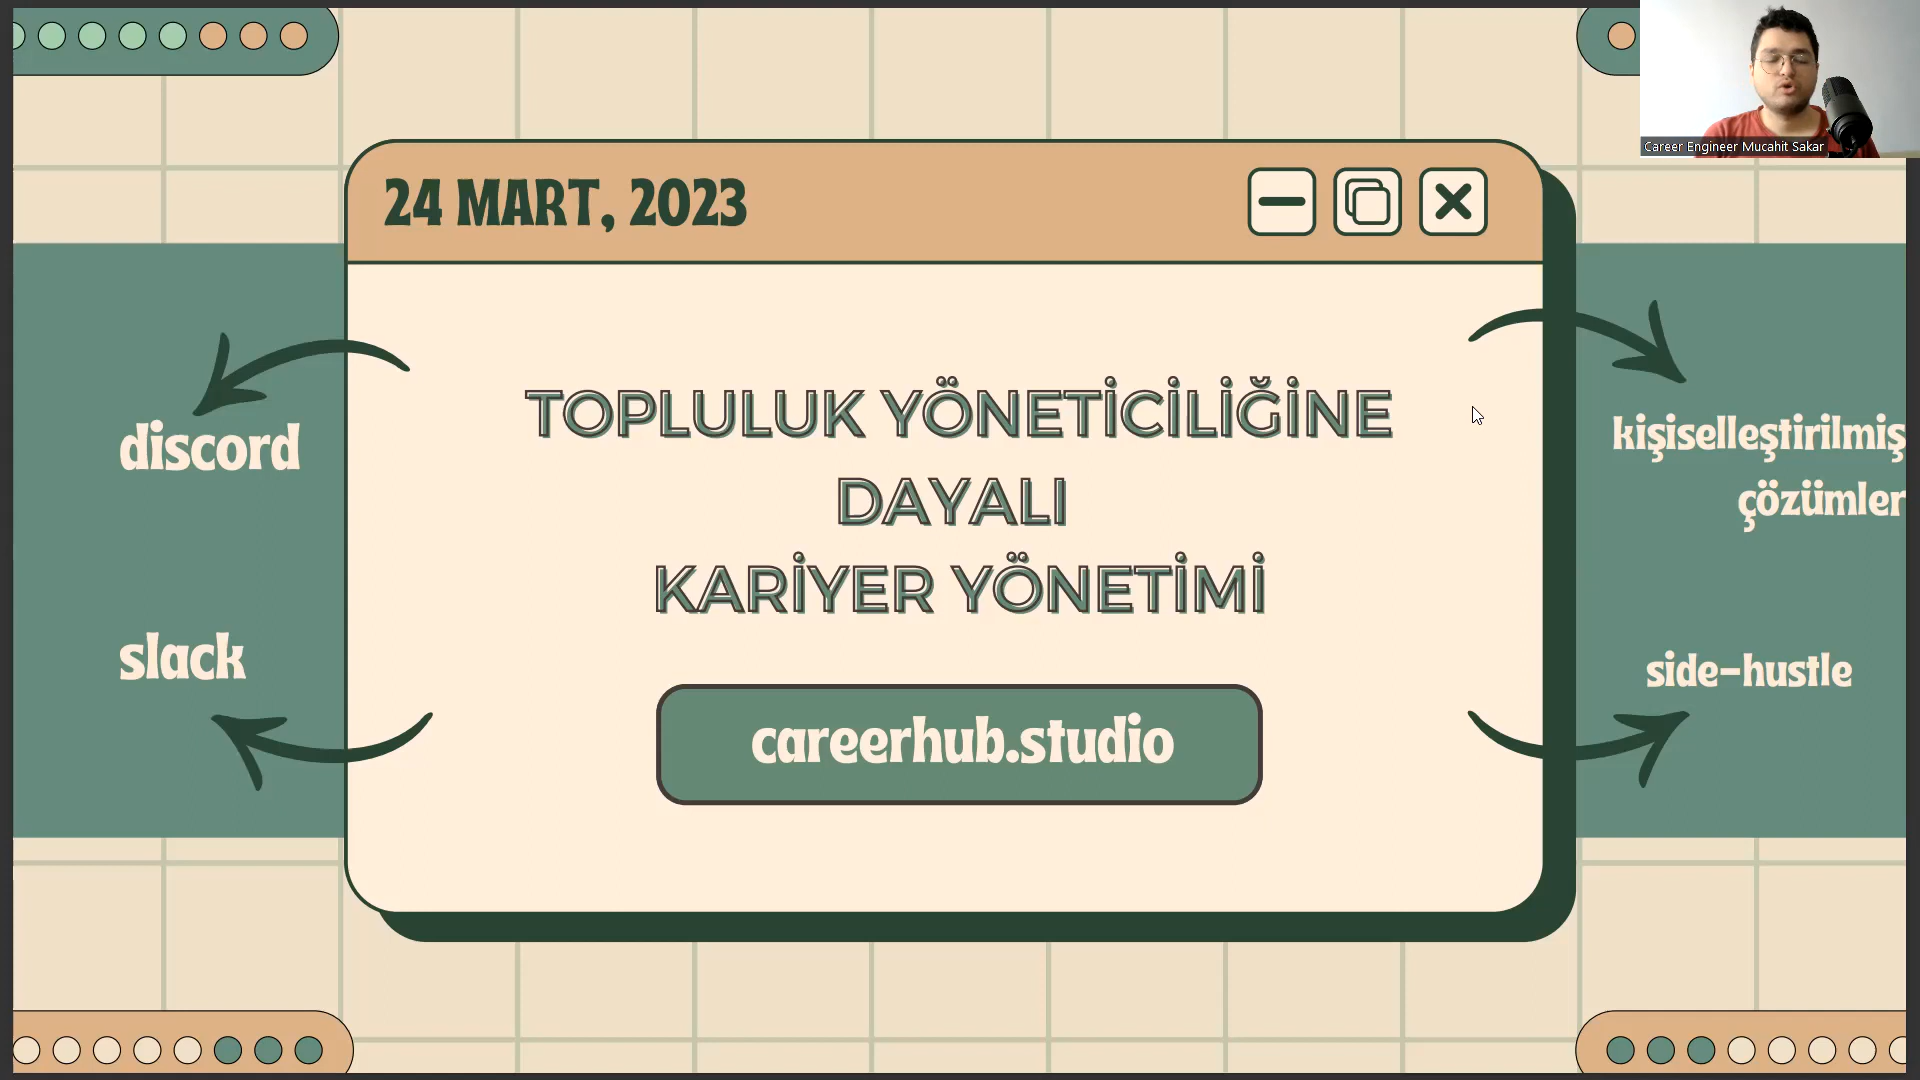 Career Engineer Mucahit Sakar
24 MART, 2023
TOPLULUK YÖNETİCİLİĞİNE
DAYALI
KARİYER YÖNETİMİ
careerhub.studio
discord
slack
kişiselleştirilmiş
çözümler
side-hustle